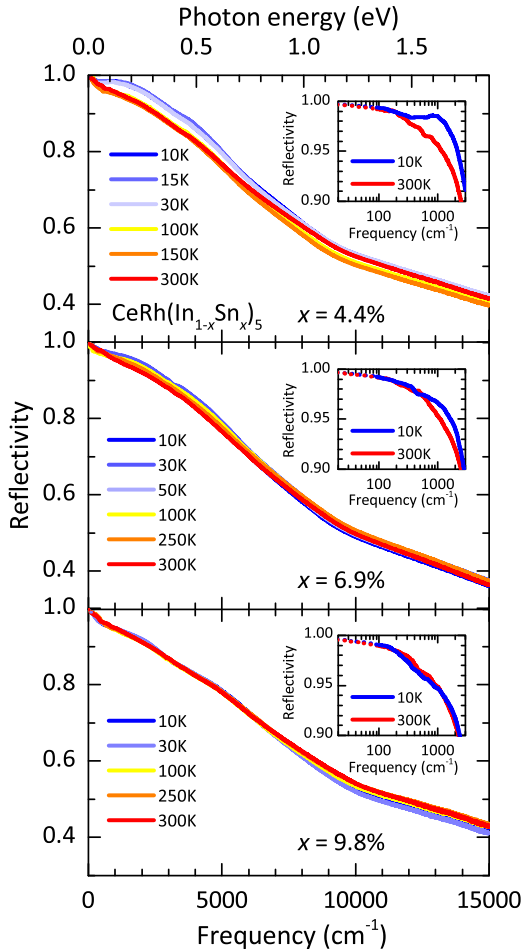 Photon energy (eV)
0.0 0.5 1.0 1.5
1.0
0.8
0.6
0.4
10K
15K
30K
100K
150K
300K
Reflectivity
1.00
0.95
0.90
10K
300K
100 1000
Frequency (cm⁻¹)
CeRh(In₁₋ₓSnₓ)₅
x = 4.4%
Reflectivity
1.0
0.8
0.6
0.4
10K
30K
50K
100K
250K
300K
Reflectivity
1.00
0.95
0.90
10K
300K
100 1000
Frequency (cm⁻¹)
x = 6.9%
1.0
0.8
0.6
0.4
10K
30K
100K
250K
300K
Reflectivity
1.00
0.95
0.90
10K
300K
100 1000
Frequency (cm⁻¹)
x = 9.8%
0 5000 10000 15000
Frequency (cm⁻¹)